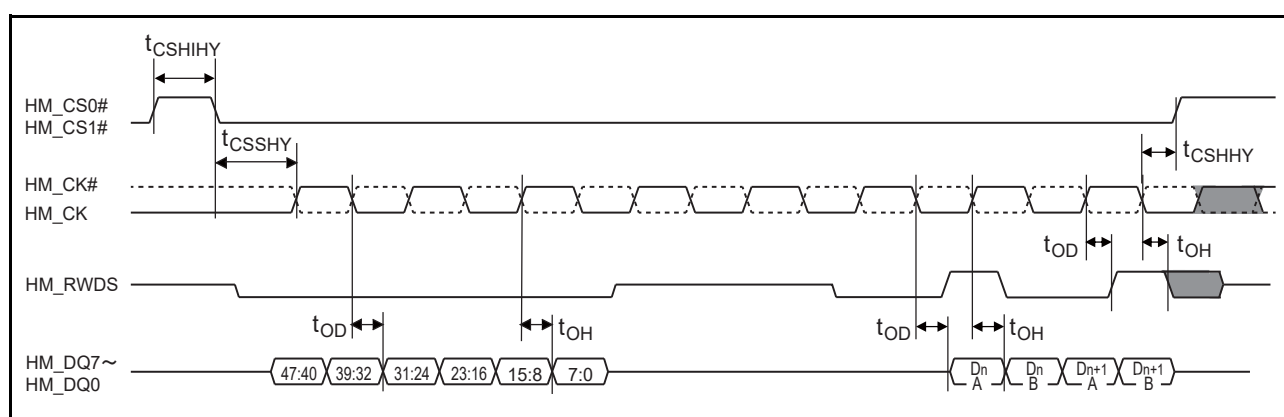 tCSHIHY
HM_CS0#
HM_CS1#
tCSSHY
tCSHHY
HM_CK#
HM_CK
tOD
tOH
HM_RWDS
tOD
tOH
tOD
tOH
HM_DQ7~
HM_DQ0
47:40
39:32
31:24
23:16
15:8
7:0
Dn
A
Dn
B
Dn+1
A
Dn+1
B